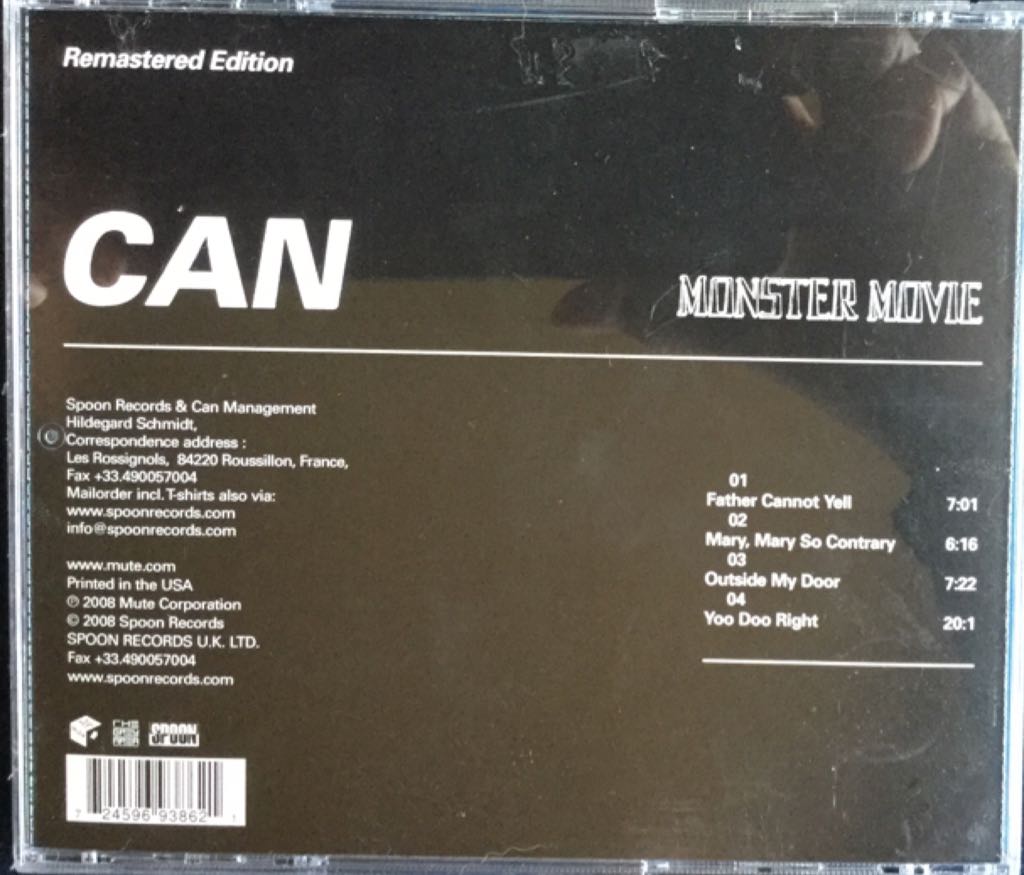 Remastered Edition
CAN
MONSTER MOVIE
Spoon Records & Can Management
Hildegard Schmidt,
Correspondence address :
Les Rossignols, 84220 Roussillon, France,
Fax +33.490057004
Mailorder incl. T-shirts also via:
www.spoonrecords.com
info@spoonrecords.com
www.mute.com
Printed in the USA
℗ 2008 Mute Corporation
© 2008 Spoon Records
SPOON RECORDS U.K. LTD.
Fax +33.490057004
www.spoonrecords.com
01
Father Cannot Yell 7:01
02
Mary, Mary So Contrary 6:16
03
Outside My Door 7:22
04
Yoo Doo Right 20:1
SPOON
7 24596 93862 1